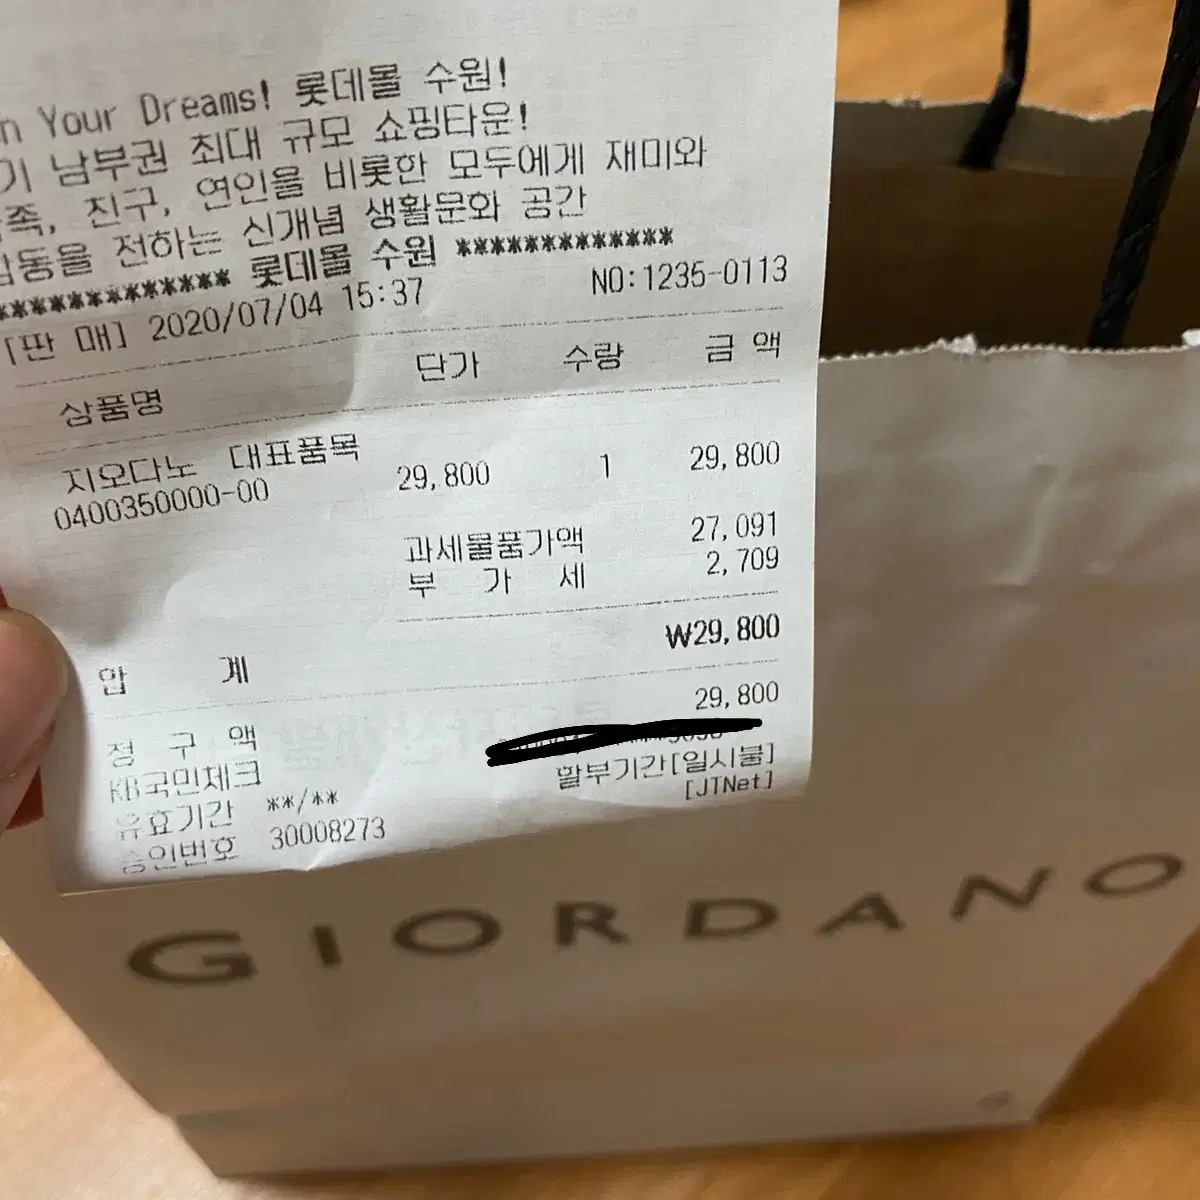 n Your Dreams! 롯데몰 수원!
기 남부권 최대 규모 쇼핑타운!
족, 친구, 연인을 비롯한 모두에게 재미와
감동을 전하는 신개념 생활문화 공간
************** 롯데몰 수원 *************
[판 매] 2020/07/04 15:37 NO:1235-0113
상품명 단가 수량 금 액
지오다노 대표품목
0400350000-00 29,800 1 29,800
과세물품가액 27,091
부 가 세 2,709
합 계 ₩29,800
청 구 액 29,800
KB국민체크
유효기간 **/** 할부기간[일시불]
승인번호 30008273 [JTNet]
GIORDANO